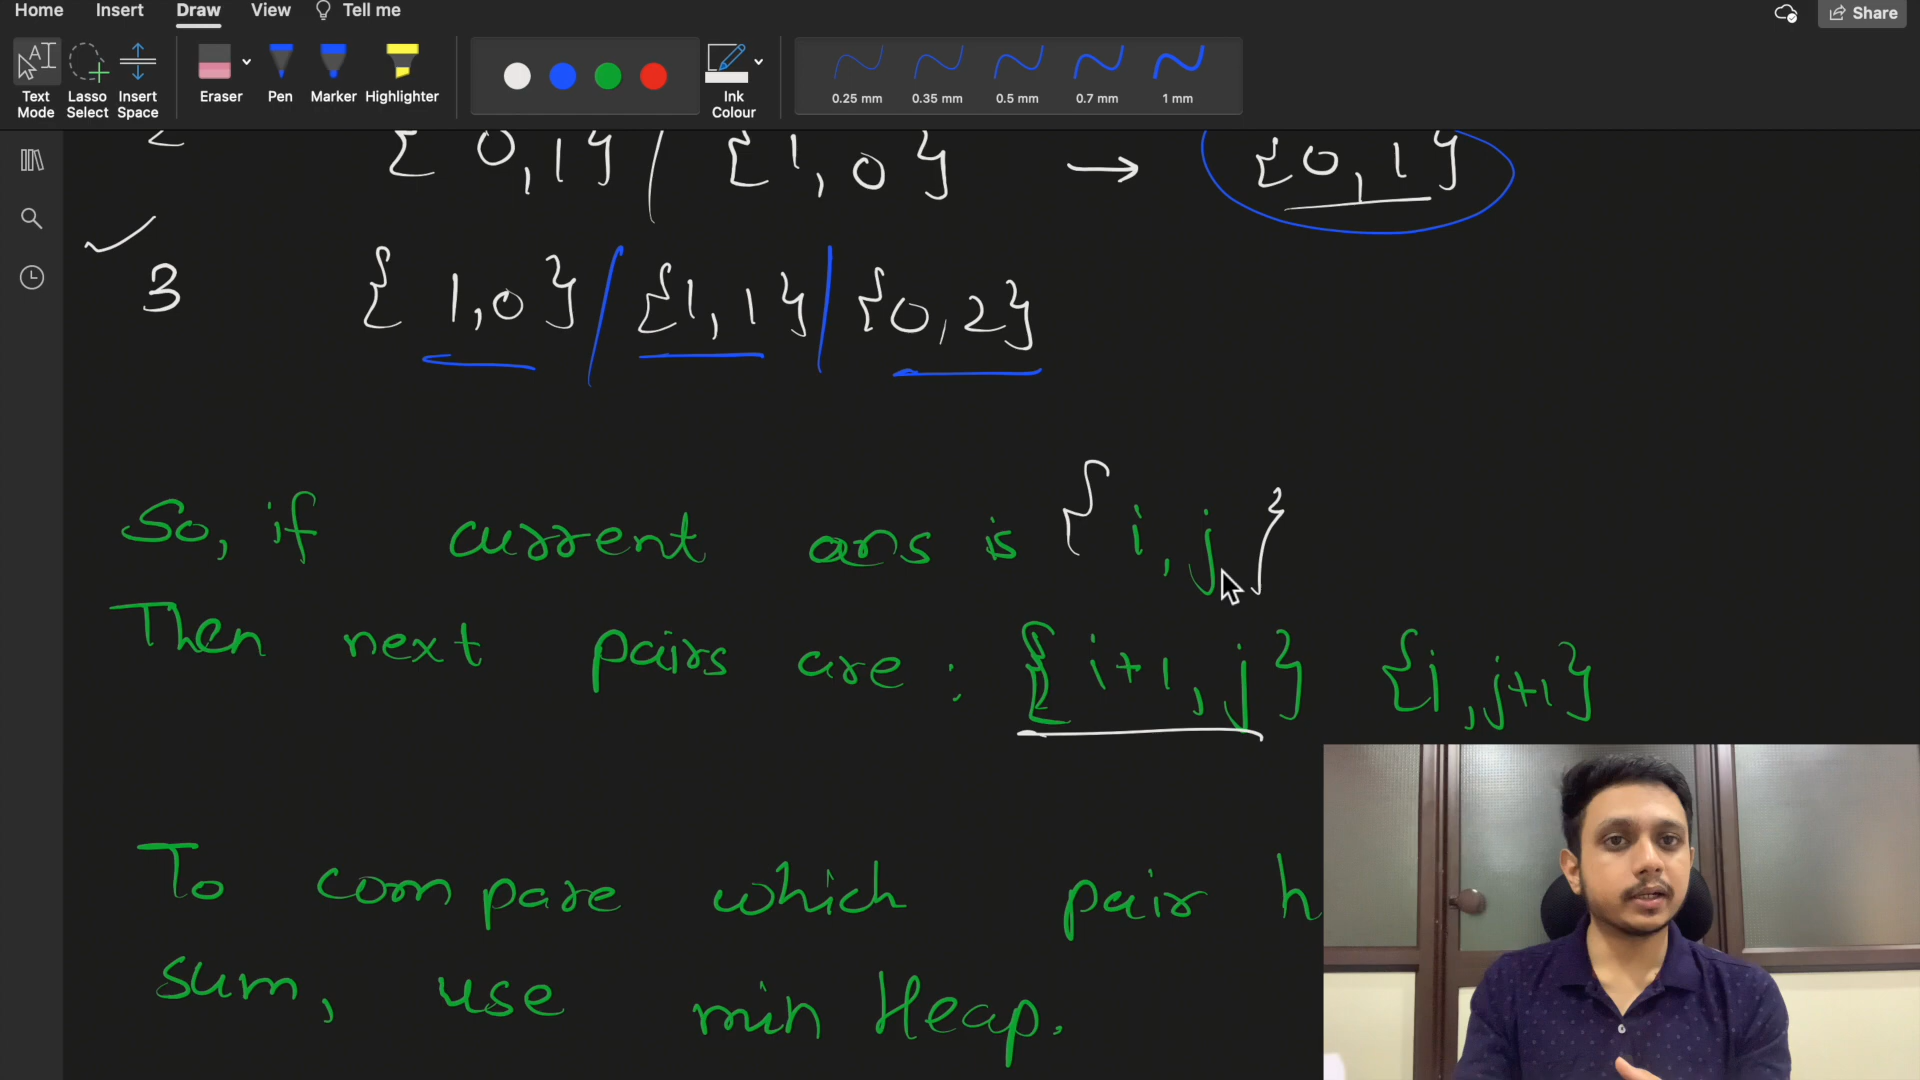 Home Insert Draw View Tell me Share
Text Mode Lasso Select Insert Space Eraser Pen Marker Highlighter Ink Colour 0.25 mm 0.35 mm 0.5 mm 0.7 mm 1 mm
{0,1} / {1,0} → {0,1}
3 {1,0} / {1,1} | {0,2}
So, if current ans is {i,j}
Then next pairs are : {i+1,j} {i,j+1}
To compare which pair
sum, use min Heap.